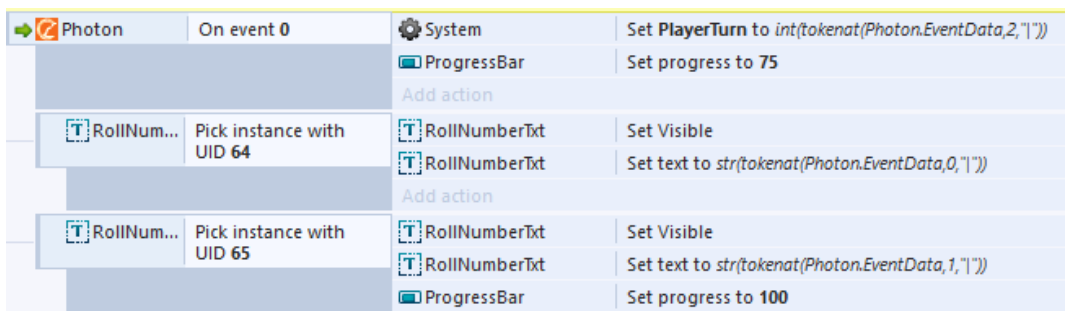 Photon On event 0 System Set PlayerTurn to int(tokenat(Photon.EventData,2,"|"))
ProgressBar Set progress to 75
Add action
T RollNum... Pick instance with UID 64 T RollNumberTxt Set Visible
T RollNumberTxt Set text to str(tokenat(Photon.EventData,0,"|"))
Add action
T RollNum... Pick instance with UID 65 T RollNumberTxt Set Visible
T RollNumberTxt Set text to str(tokenat(Photon.EventData,1,"|"))
ProgressBar Set progress to 100